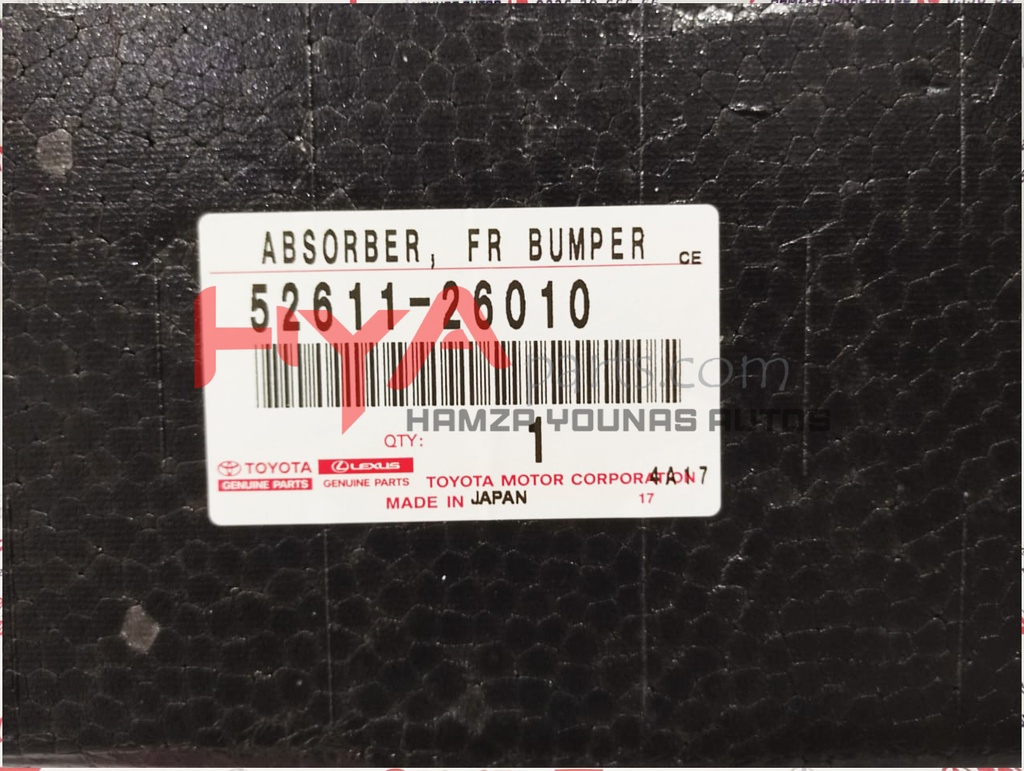 ABSORBER, FR BUMPER CE
52611-26010
HYA parts.com
HAMZA YOUNAS AUTOS
QTY: 1
TOYOTA LEXUS
GENUINE PARTS GENUINE PARTS TOYOTA MOTOR CORPORATION 4A17
MADE IN JAPAN 17